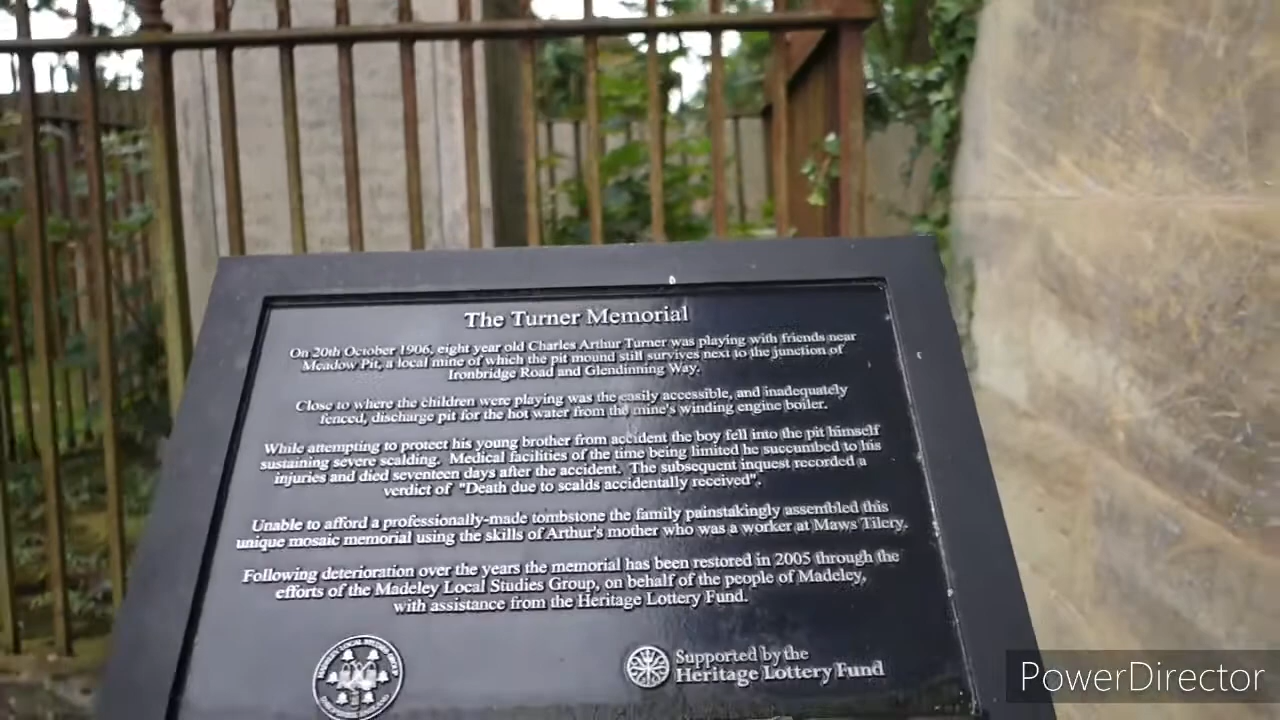 The Turner Memorial
On 20th October 1906, eight year old Charles Arthur Turner was playing with friends near
Meadow Pit, a local mine of which the pit mound still survives next to the junction of
Ironbridge Road and Glendinning Way.
Close to where the children were playing was the easily accessible, and inadequately
fenced, discharge pit for the hot water from the mine's winding engine boiler.
While attempting to protect his young brother from accident the boy fell into the pit himself
sustaining severe scalding. Medical facilities of the time being limited he succumbed to his
injuries and died seventeen days after the accident. The subsequent inquest recorded a
verdict of "Death due to scalds accidentally received".
Unable to afford a professionally-made tombstone the family painstakingly assembled this
unique mosaic memorial using the skills of Arthur's mother who was a worker at Maws Tilery.
Following deterioration over the years the memorial has been restored in 2005 through the
efforts of the Madeley Local Studies Group, on behalf of the people of Madeley,
with assistance from the Heritage Lottery Fund.
Supported by the
Heritage Lottery Fund
PowerDirector